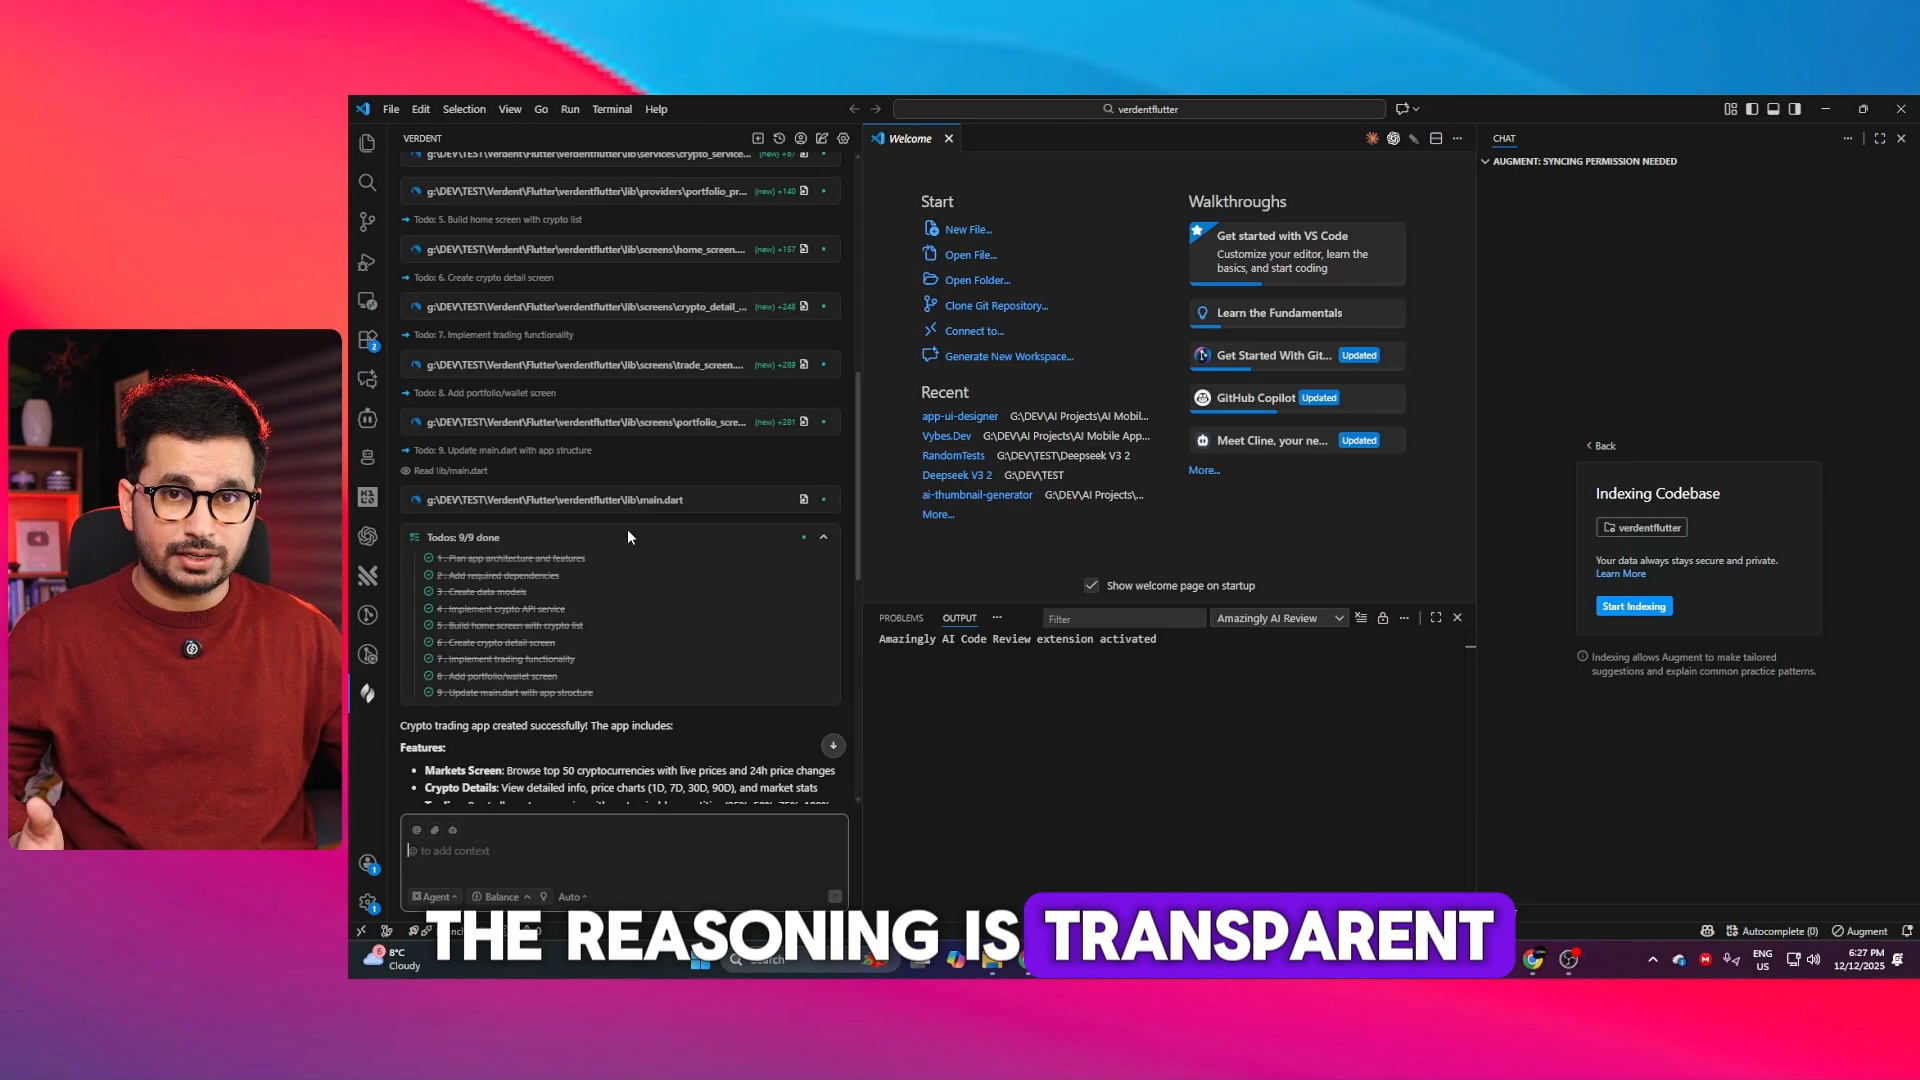 File Edit Selection View Go Run Terminal Help
verdentflutter
VERDENT
g:\DEV\TEST\Verdent\Flutter\verdentflutter\lib\services\crypto_service... (new) +67
g:\DEV\TEST\Verdent\Flutter\verdentflutter\lib\providers\portfolio_pr... (new) +140
Todo: 5. Build home screen with crypto list
g:\DEV\TEST\Verdent\Flutter\verdentflutter\lib\screens\home_screen.... (new) +157
Todo: 6. Create crypto detail screen
g:\DEV\TEST\Verdent\Flutter\verdentflutter\lib\screens\crypto_detail_... (new) +248
Todo: 7. Implement trading functionality
g:\DEV\TEST\Verdent\Flutter\verdentflutter\lib\screens\trade_screen.... (new) +289
Todo: 8. Add portfolio/wallet screen
g:\DEV\TEST\Verdent\Flutter\verdentflutter\lib\screens\portfolio_scre... (new) +281
Todo: 9. Update main.dart with app structure
Read lib/main.dart
g:\DEV\TEST\Verdent\Flutter\verdentflutter\lib\main.dart
Todos: 9/9 done
1. Plan app architecture and features
2. Add required dependencies
3. Create data models
4. Implement crypto API service
5. Build home screen with crypto list
6. Create crypto detail screen
7. Implement trading functionality
8. Add portfolio/wallet screen
9. Update main.dart with app structure
Crypto trading app created successfully! The app includes:
Features:
• Markets Screen: Browse top 50 cryptocurrencies with live prices and 24h price changes
• Crypto Details: View detailed info, price charts (1D, 7D, 30D, 90D), and market stats
@ to add context
Agent Balance Auto
2
1
1
Welcome
Start
New File...
Open File...
Open Folder...
Clone Git Repository...
Connect to...
Generate New Workspace...
Recent
app-ui-designer G:\DEV\AI Projects\AI Mobil...
Vybes.Dev G:\DEV\AI Projects\AI Mobile App...
RandomTests G:\DEV\TEST\Deepseek V3 2
Deepseek V3 2 G:\DEV\TEST
ai-thumbnail-generator G:\DEV\AI Projects\...
More...
Walkthroughs
Get started with VS Code
Customize your editor, learn the
basics, and start coding
Learn the Fundamentals
Get Started With Git... Updated
GitHub Copilot Updated
Meet Cline, your ne... Updated
More...
Show welcome page on startup
PROBLEMS OUTPUT ... Filter Amazingly AI Review
Amazingly AI Code Review extension activated
CHAT
AUGMENT: SYNCING PERMISSION NEEDED
Back
Indexing Codebase
verdentflutter
Your data always stays secure and private.
Learn More
Start Indexing
Indexing allows Augment to make tailored
suggestions and explain common practice patterns.
THE REASONING IS TRANSPARENT
Autocomplete (0) Augment
6
8°C
Cloudy
Search
ENG
US
6:27 PM
12/12/2025